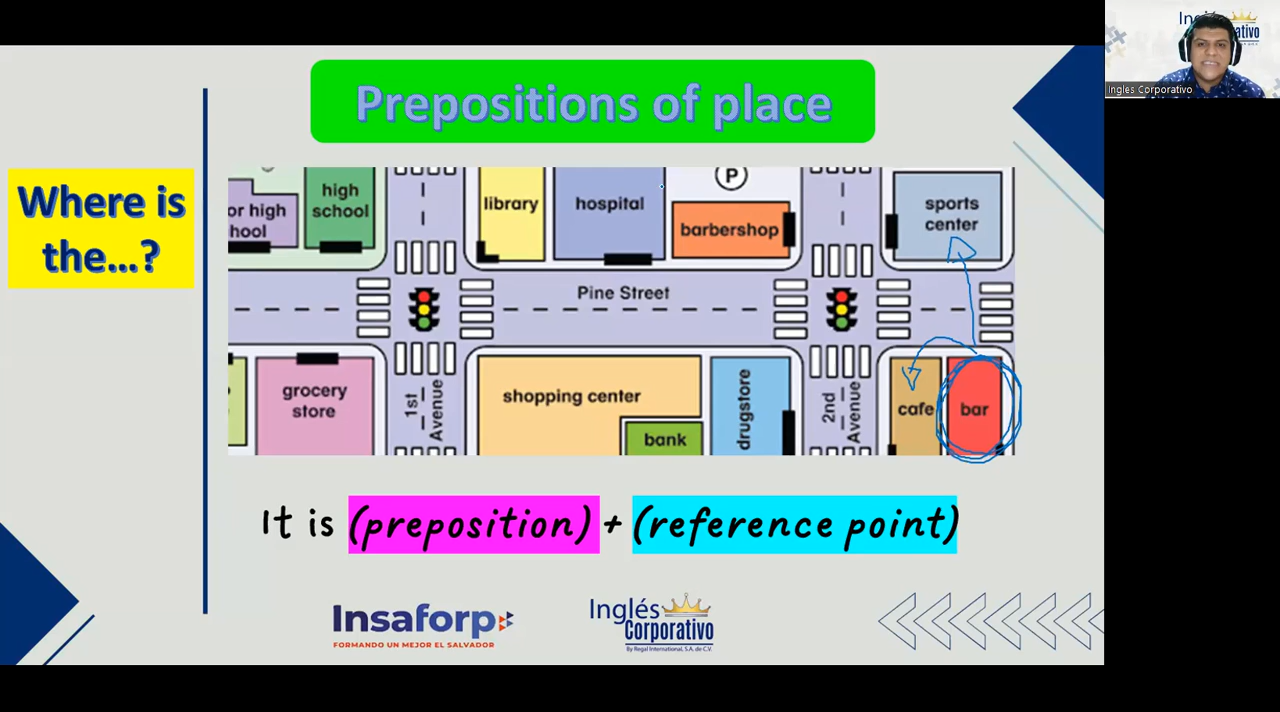 Prepositions of place
Where is
the...?
or high
hool
high
school
library
hospital
P
barbershop
sports
center
Pine Street
grocery
store
1st
Avenue
shopping center
bank
drugstore
2nd
Avenue
cafe
bar
It is (preposition) + (reference point)
Insaforp
FORMANDO UN MEJOR EL SALVADOR
Inglés
Corporativo
By Regal International, S.A. de C.V.
Ingles Corporativo